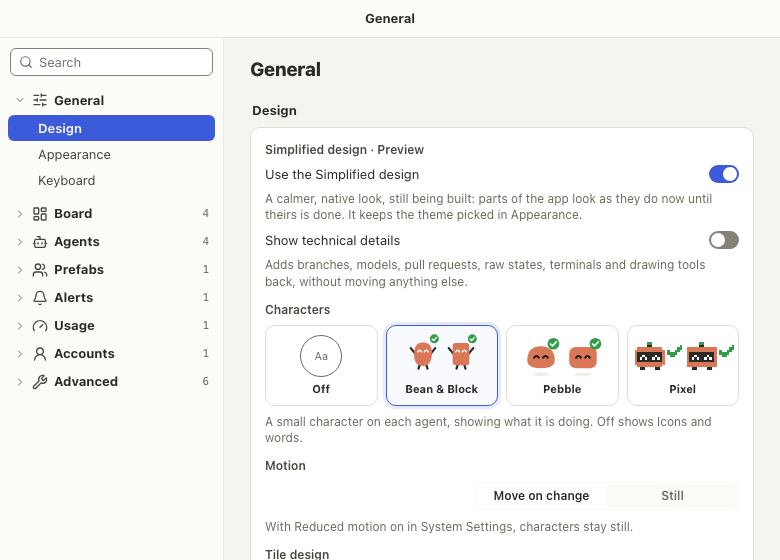 General
Search
General
Design
Appearance
Keyboard
Board 4
Agents 4
Prefabs 1
Alerts 1
Usage 1
Accounts 1
Advanced 6
General
Design
Simplified design · Preview
Use the Simplified design
A calmer, native look, still being built: parts of the app look as they do now until
theirs is done. It keeps the theme picked in Appearance.
Show technical details
Adds branches, models, pull requests, raw states, terminals and drawing tools
back, without moving anything else.
Characters
Aa
Off
Bean & Block
Pebble
Pixel
A small character on each agent, showing what it is doing. Off shows Icons and
words.
Motion
Move on change
Still
With Reduced motion on in System Settings, characters stay still.
Tile design